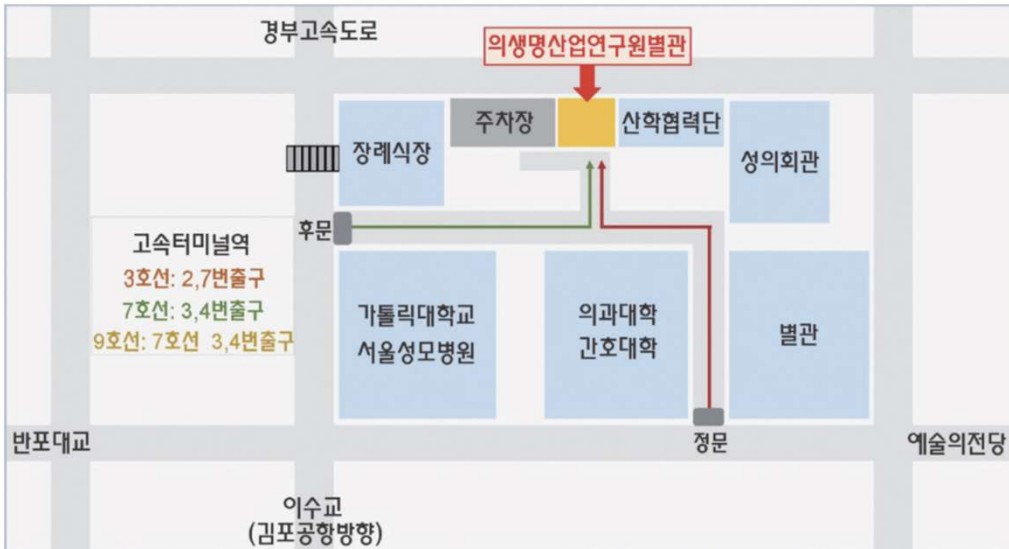 경부고속도로
의생명산업연구원별관
주차장
산학협력단
장례식장
성의회관
후문
고속터미널역
3호선: 2,7번출구
7호선: 3,4번출구
9호선: 7호선 3,4번출구
가톨릭대학교
서울성모병원
의과대학
간호대학
별관
반포대교
정문
예술의전당
이수교
(김포공항방향)